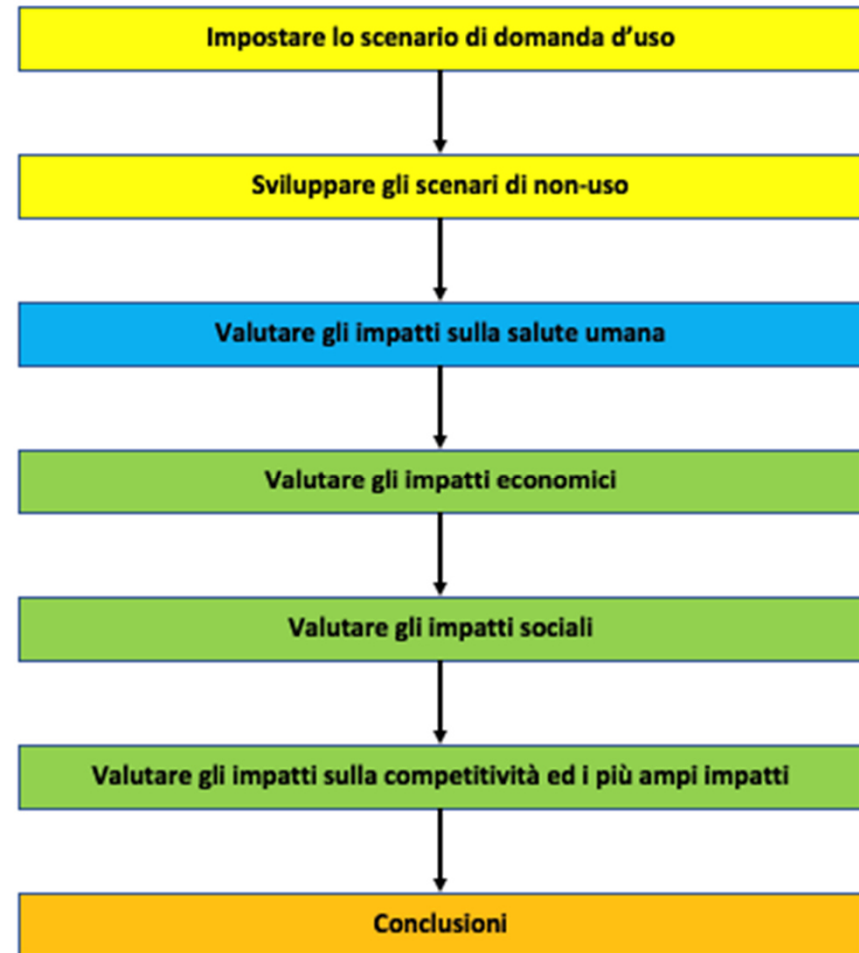 Impostare lo scenario di domanda d’uso
Sviluppare gli scenari di non-uso
Valutare gli impatti sulla salute umana
Valutare gli impatti economici
Valutare gli impatti sociali
Valutare gli impatti sulla competitività ed i più ampi impatti
Conclusioni